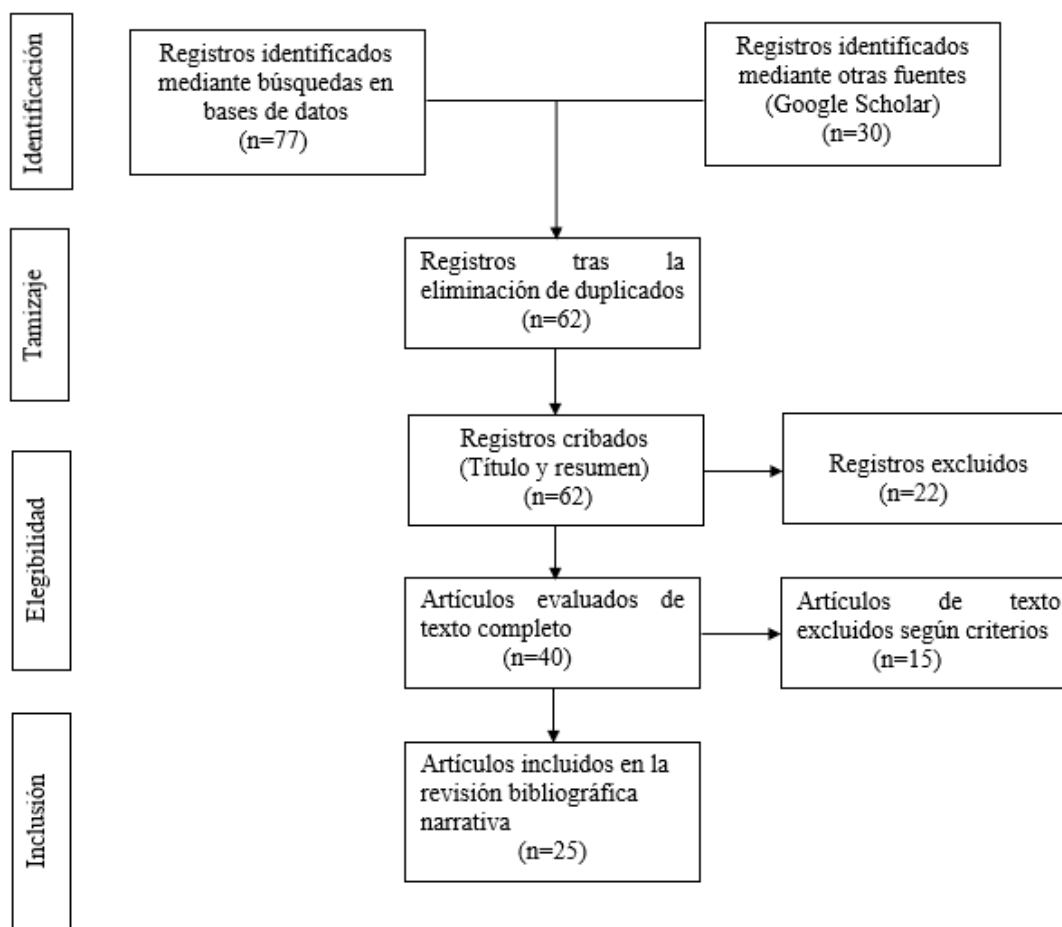 Identificación
Registros identificados
mediante búsquedas en
bases de datos
(n=77)
Registros identificados
mediante otras fuentes
(Google Scholar)
(n=30)
Tamizaje
Registros tras la
eliminación de duplicados
(n=62)
Registros cribados
(Título y resumen)
(n=62)
Registros excluidos
(n=22)
Elegibilidad
Artículos evaluados de
texto completo
(n=40)
Artículos de texto
excluidos según criterios
(n=15)
Inclusión
Artículos incluidos en la
revisión bibliográfica
narrativa
(n=25)